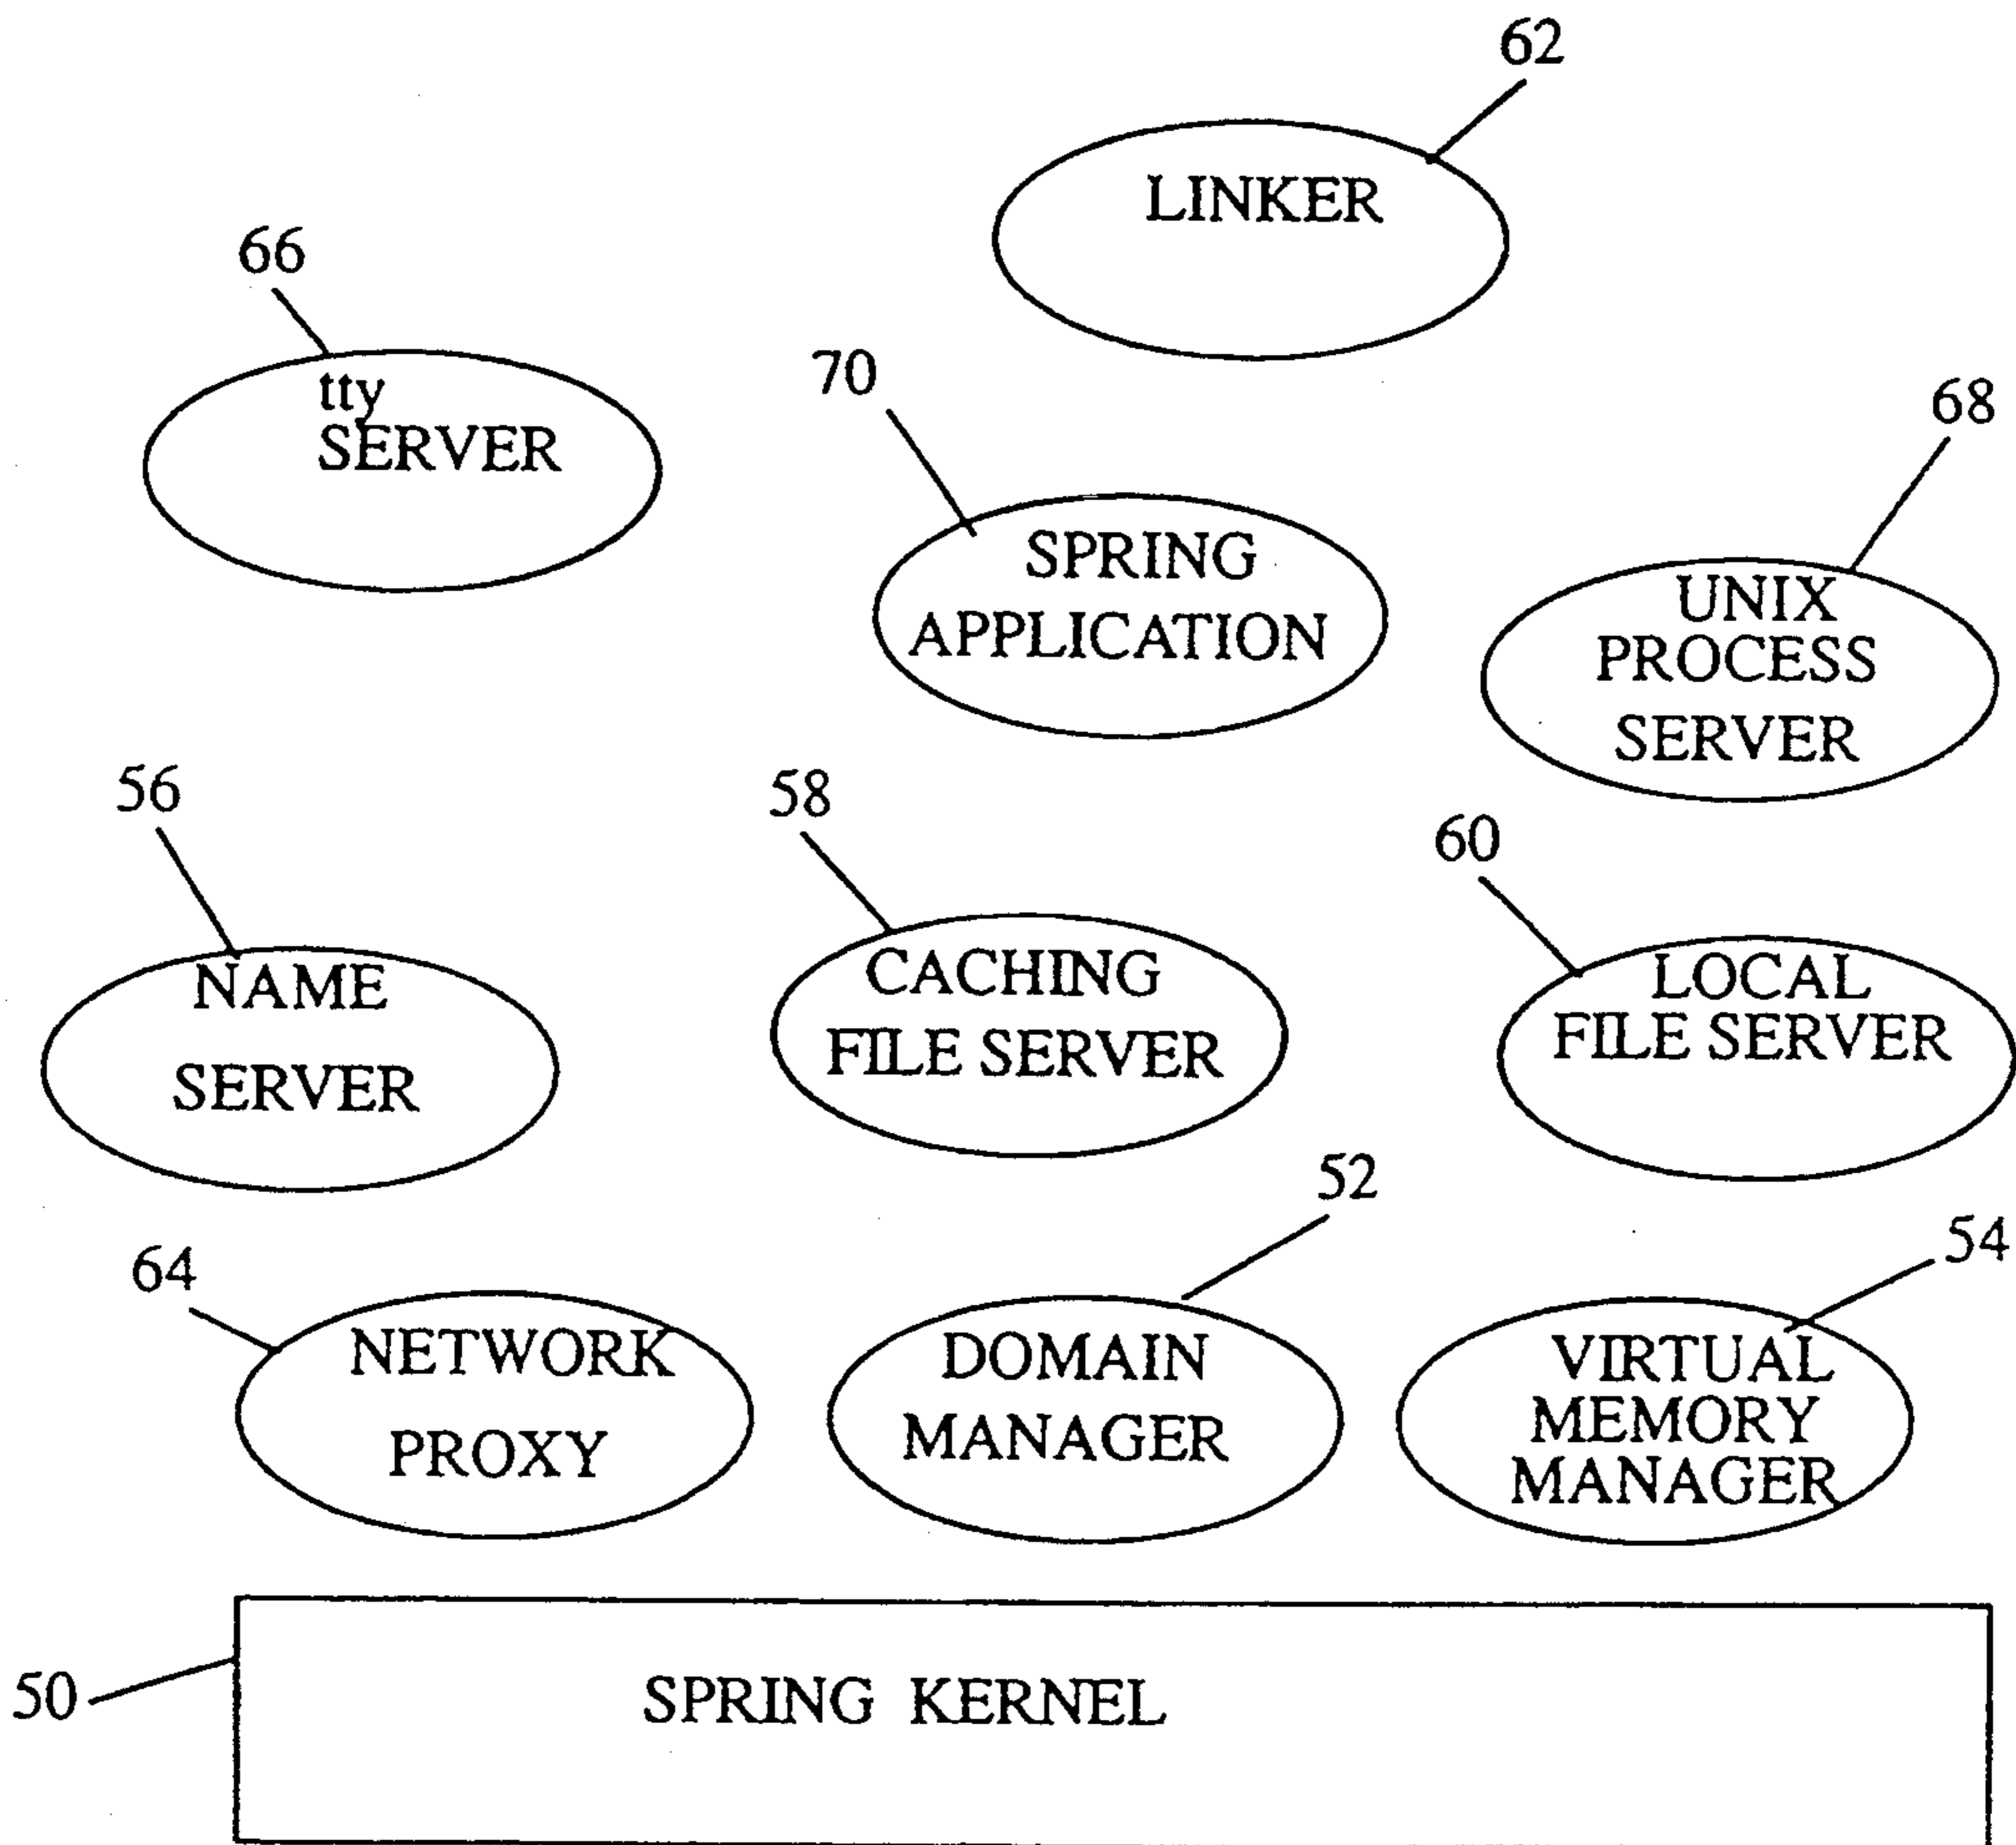 62
LINKER
66
tty
SERVER
70
SPRING
APPLICATION
68
UNIX
PROCESS
SERVER
56
NAME
SERVER
58
CACHING
FILE SERVER
60
LOCAL
FILE SERVER
64
NETWORK
PROXY
52
DOMAIN
MANAGER
54
VIRTUAL
MEMORY
MANAGER
50
SPRING KERNEL